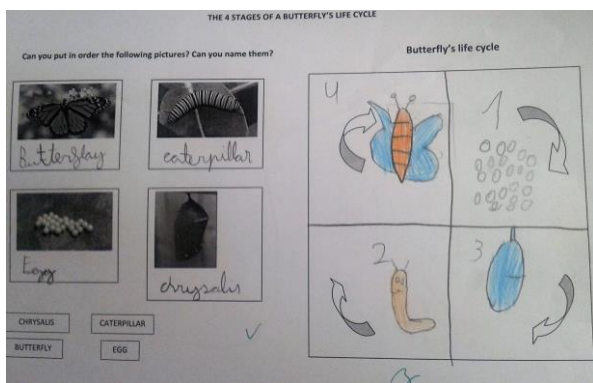 THE 4 STAGES OF A BUTTERFLY'S LIFE CYCLE
Can you put in order the following pictures? Can you name them?
Butterflay
caterpillar
Egg
chrysalis
CHRYSALIS
CATERPILLAR
BUTTERFLY
EGG
Butterfly's life cycle
4
1
2
3